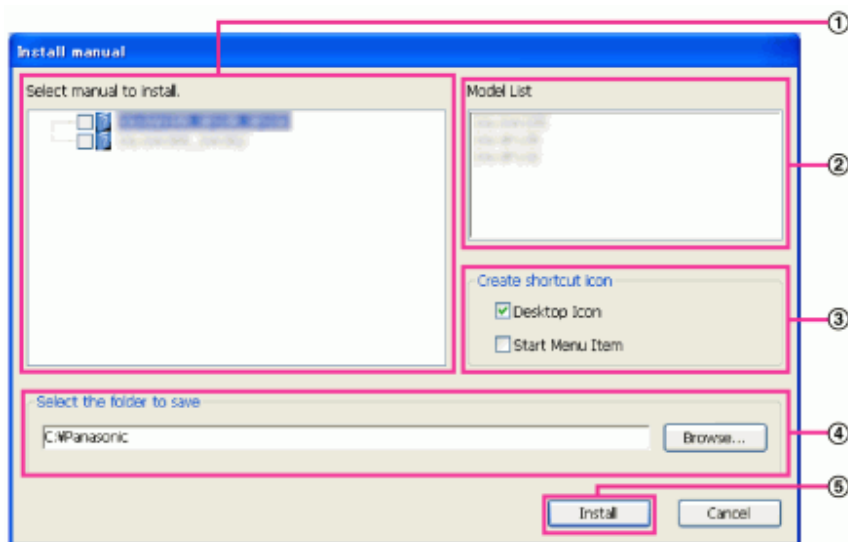 ①
Install manual
Select manual to install.
Model List
②
Create shortcut icon
Desktop Icon
③
Start Menu Item
Select the folder to save
C:¥Panasonic
Browse...
④
⑤
Install
Cancel